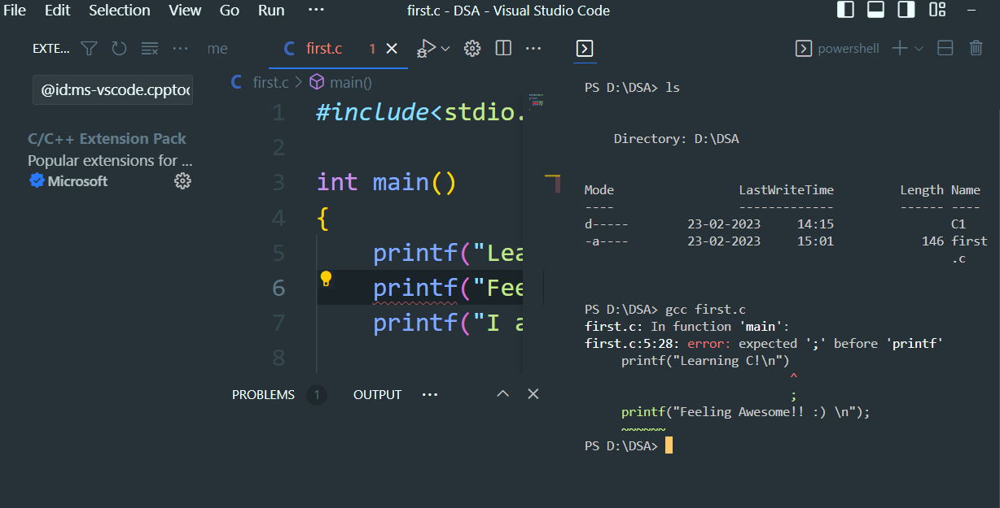 File Edit Selection View Go Run ··· first.c - DSA - Visual Studio Code
EXTE... ··· me C first.c 1 ··· powershell
@id:ms-vscode.cpptoo
C first.c > main()
C/C++ Extension Pack
Popular extensions for ...
Microsoft
1 #include<stdio.
2
3 int main()
4 {
5 printf("Lea
6 printf("Fee
7 printf("I a
8
PROBLEMS 1 OUTPUT ···
PS D:\DSA> ls
Directory: D:\DSA
Mode LastWriteTime Length Name
---- ------------- ------ ----
d----- 23-02-2023 14:15 C1
-a---- 23-02-2023 15:01 146 first
.c
PS D:\DSA> gcc first.c
first.c: In function 'main':
first.c:5:28: error: expected ';' before 'printf'
printf("Learning C!\n")
^
;
printf("Feeling Awesome!! :) \n");
~~~~~~
PS D:\DSA>